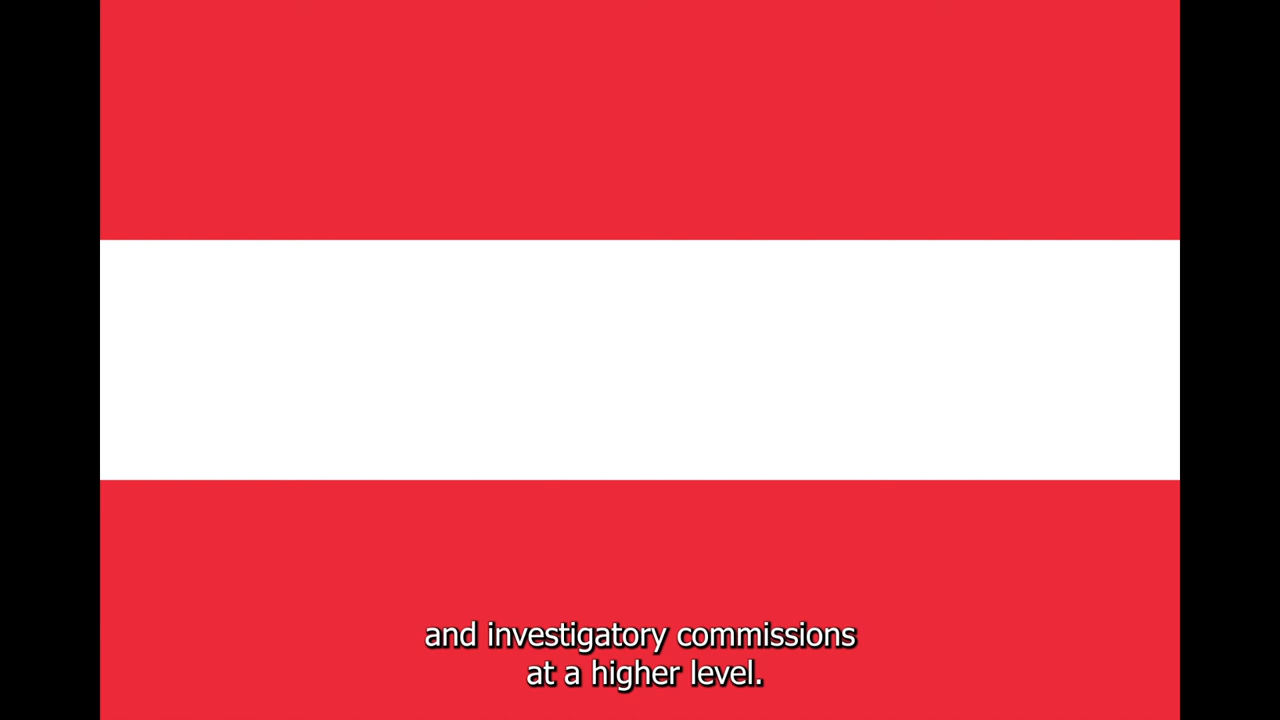 and investigatory commissions
at a higher level.